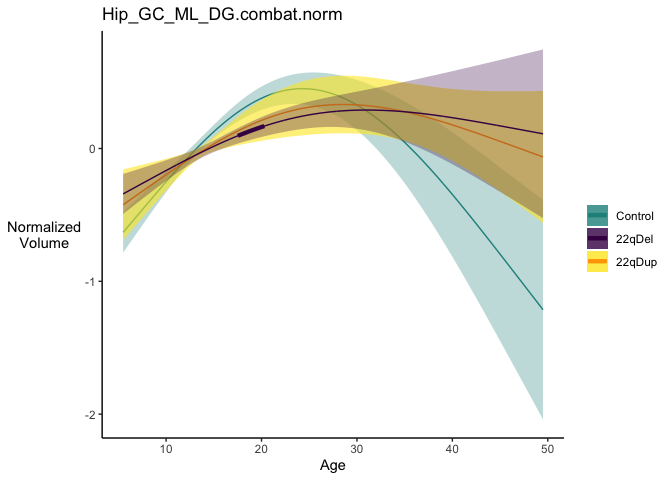 Hip_GC_ML_DG.combat.norm
0
-1
-2
Normalized
Volume
10
20
30
40
50
Age
Control
22qDel
22qDup